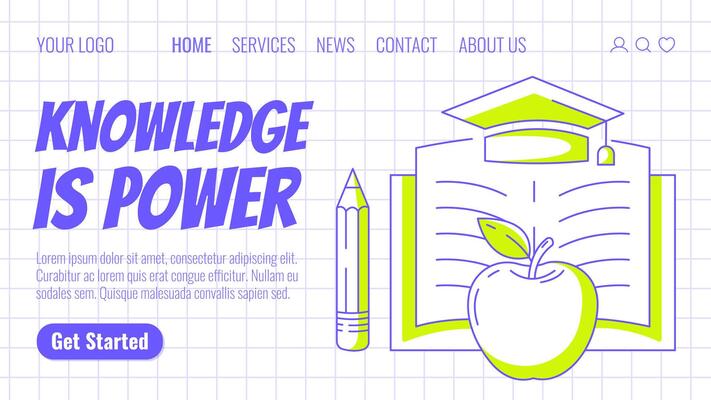 YOUR LOGO HOME SERVICES NEWS CONTACT ABOUT US
KNOWLEDGE
IS POWER
Lorem ipsum dolor sit amet, consectetur adipiscing elit.
Curabitur ac lorem quis erat congue efficitur. Nullam eu
sodales sem. Quisque malesuada convallis sapien sed.
Get Started